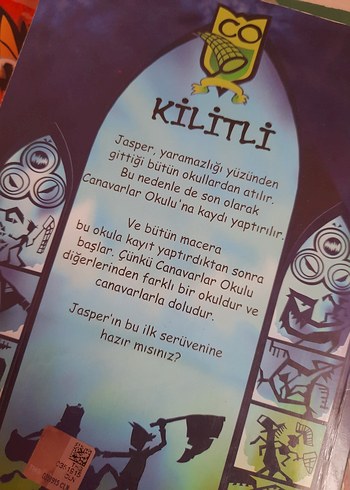 CO
KİLİTLİ
Jasper, yaramazlığı yüzünden
gittiği bütün okullardan atılır.
Bu nedenle de son olarak
Canavarlar Okulu'na kaydı yaptırılır.
Ve bütün macera
bu okula kayıt yaptırdıktan sonra
başlar. Çünkü Canavarlar Okulu
diğerlerinden farklı bir okuldur ve
canavarlarla doludur.
Jasper'ın bu ilk serüvenine
hazır mısınız?